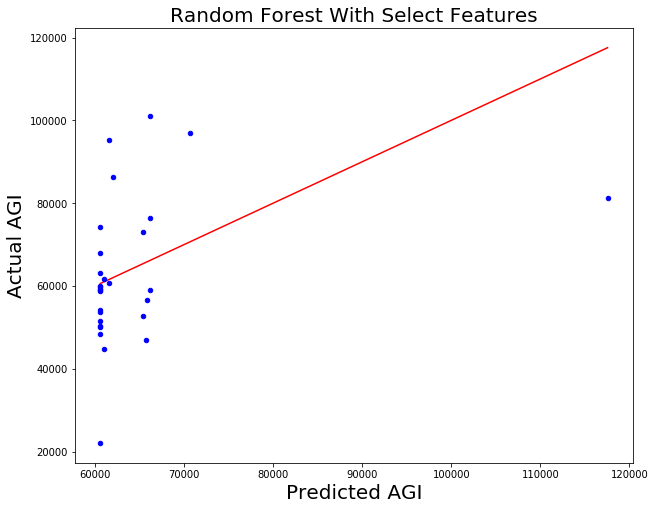 Random Forest With Select Features
120000
100000
80000
60000
40000
20000
Actual AGI
60000 70000 80000 90000 100000 110000 120000
Predicted AGI